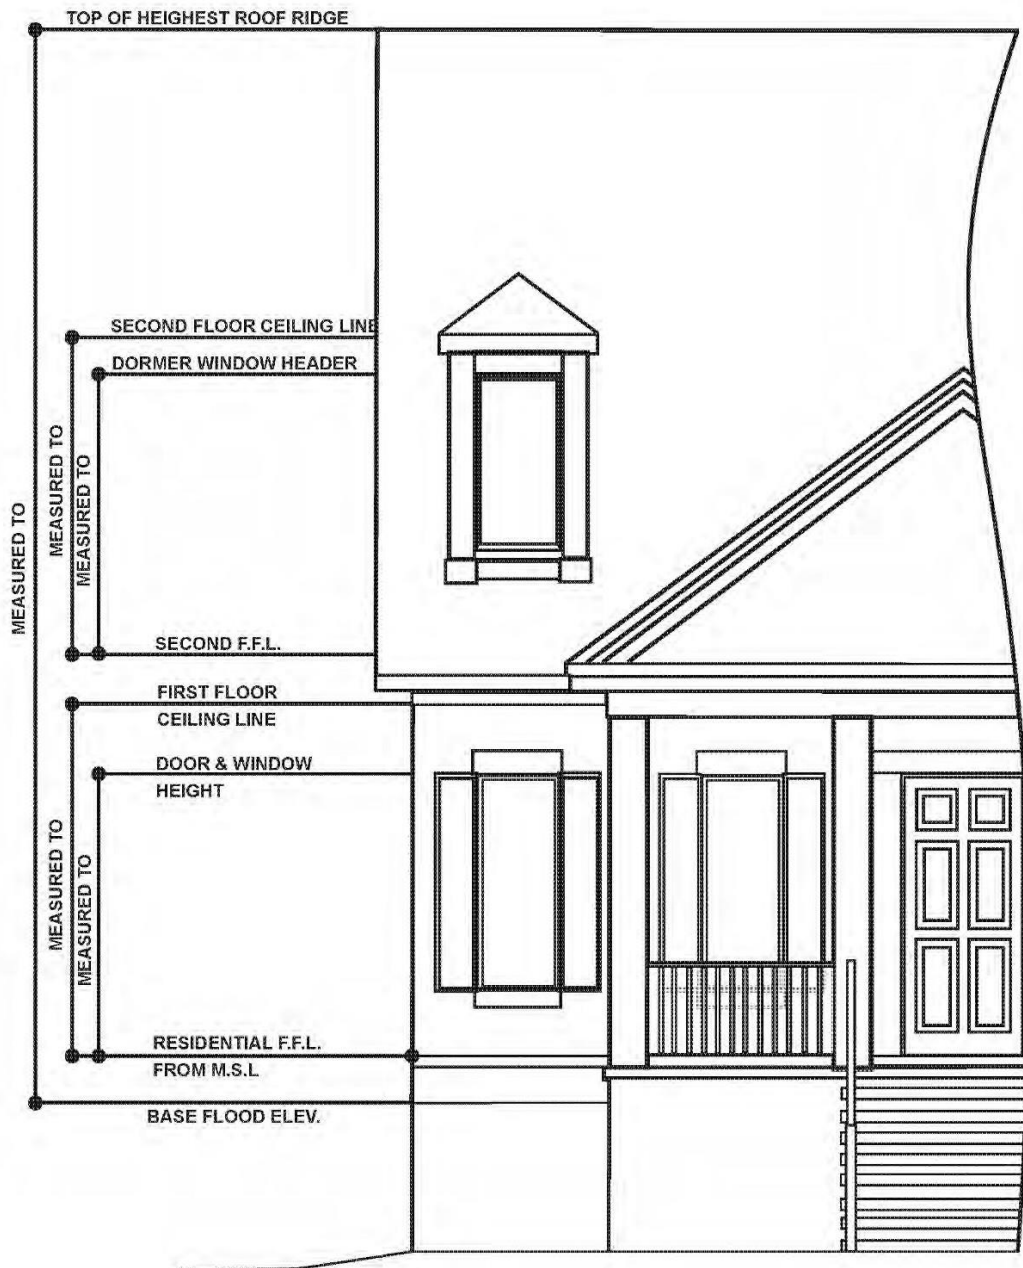 TOP OF HEIGHEST ROOF RIDGE
SECOND FLOOR CEILING LINE
DORMER WINDOW HEADER
MEASURED TO
MEASURED TO
MEASURED TO
SECOND F.F.L.
FIRST FLOOR
CEILING LINE
DOOR & WINDOW
HEIGHT
MEASURED TO
MEASURED TO
RESIDENTIAL F.F.L.
FROM M.S.L
BASE FLOOD ELEV.